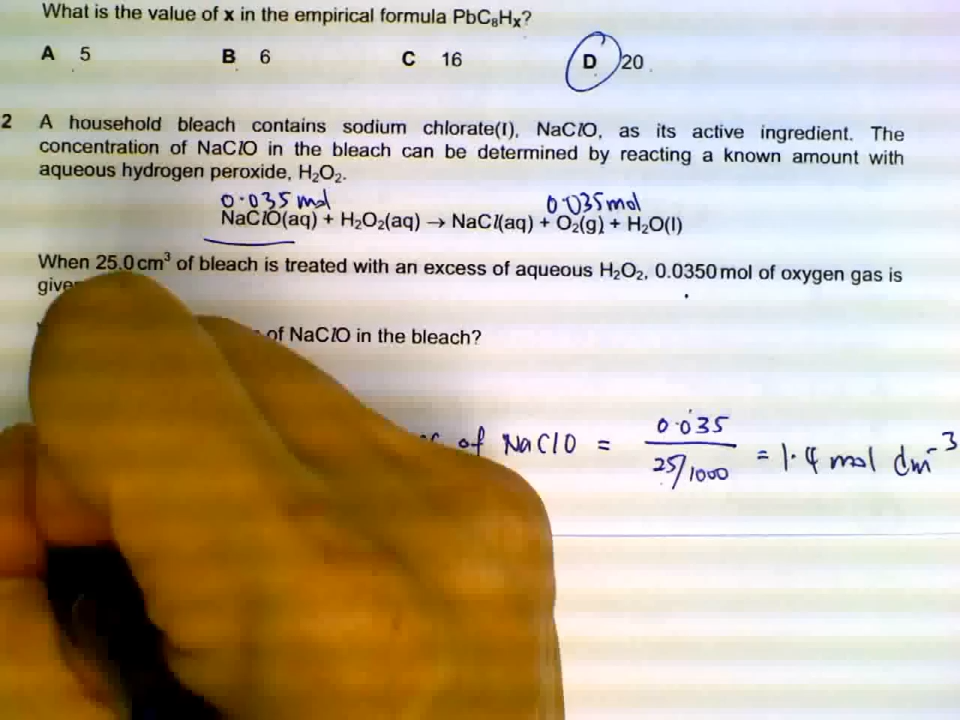 What is the value of x in the empirical formula PbC₈Hₓ?
A 5 B 6 C 16 D 20
2 A household bleach contains sodium chlorate(I), NaClO, as its active ingredient. The
concentration of NaClO in the bleach can be determined by reacting a known amount with
aqueous hydrogen peroxide, H₂O₂.
0.035 mol 0.035 mol
NaClO(aq) + H₂O₂(aq) → NaCl(aq) + O₂(g) + H₂O(l)
When 25.0 cm³ of bleach is treated with an excess of aqueous H₂O₂, 0.0350 mol of oxygen gas is
of NaClO in the bleach?
of NaClO = 0.035 / 25/1000 = 1.4 mol dm⁻³